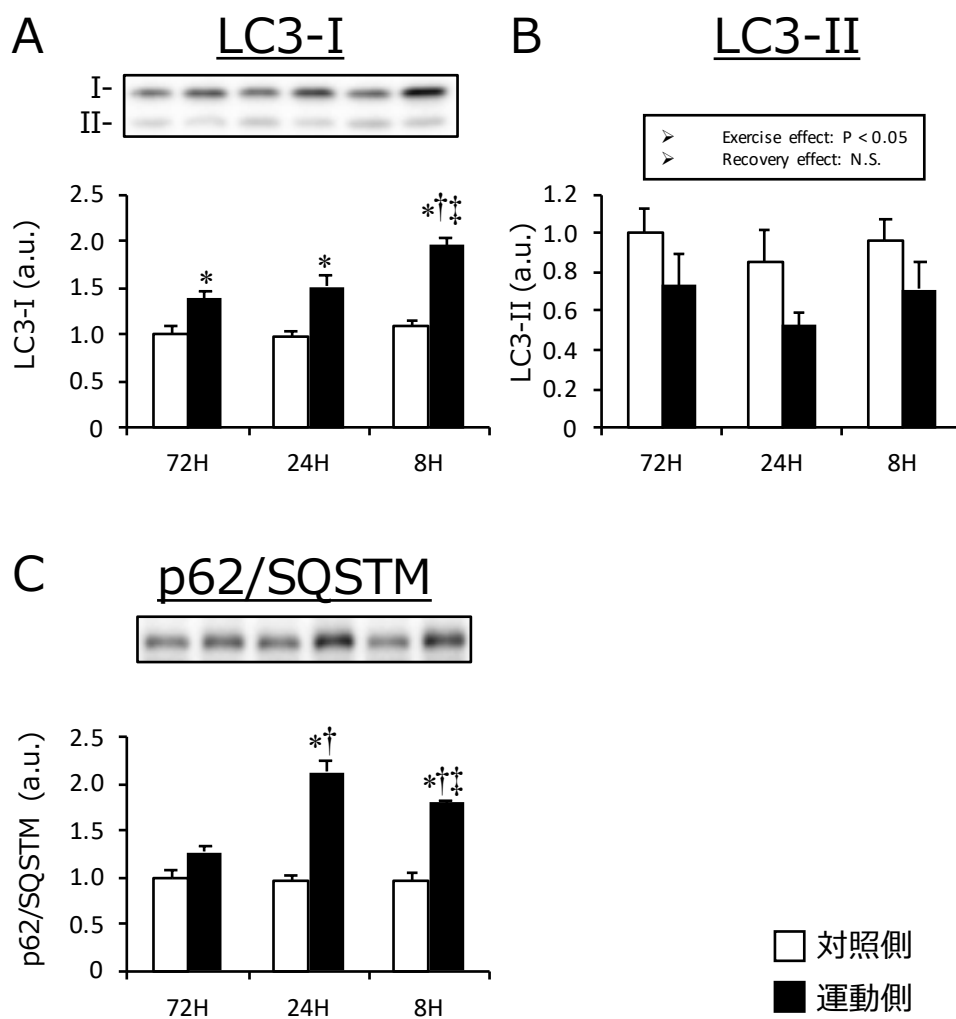 A
LC3-I
I-
II-
LC3-I (a.u.)
2.5
2.0
1.5
1.0
0.5
0
*
*
*†‡
72H
24H
8H
B
LC3-II
➢ Exercise effect: P < 0.05
➢ Recovery effect: N.S.
LC3-II (a.u.)
1.2
1.0
0.8
0.6
0.4
0.2
0
72H
24H
8H
C
p62/SQSTM
p62/SQSTM (a.u.)
2.5
2.0
1.5
1.0
0.5
0
*†
*†‡
72H
24H
8H
対照側
運動側